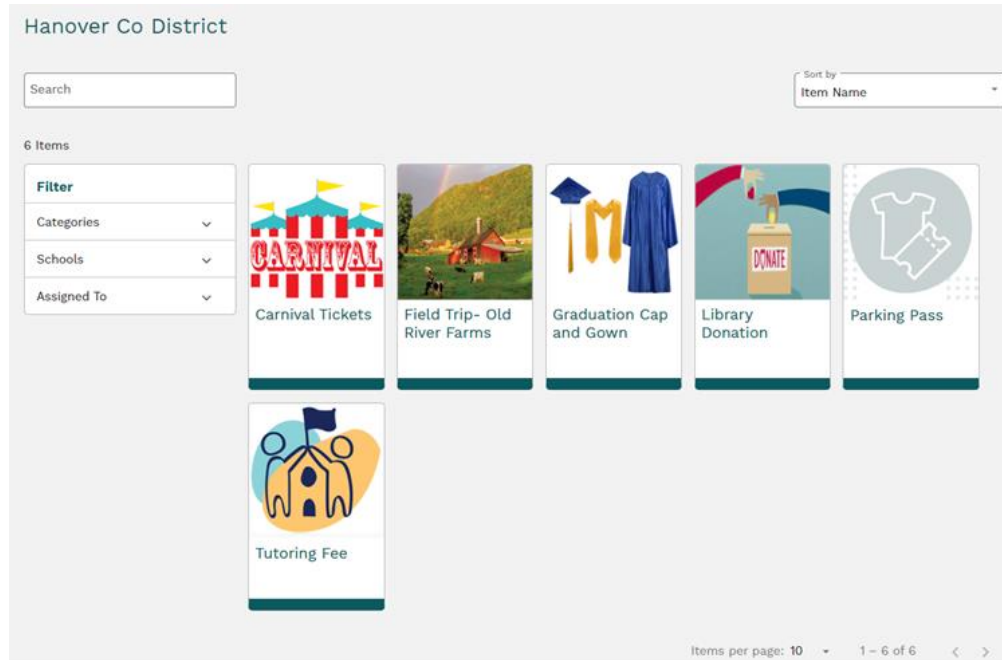 Hanover Co District
Search
Sort by
Item Name
6 Items
Filter
Categories
Schools
Assigned To
CARNIVAL
Carnival Tickets
Field Trip- Old
River Farms
Graduation Cap
and Gown
DONATE
Library
Donation
Parking Pass
Tutoring Fee
Items per page: 10
1 – 6 of 6